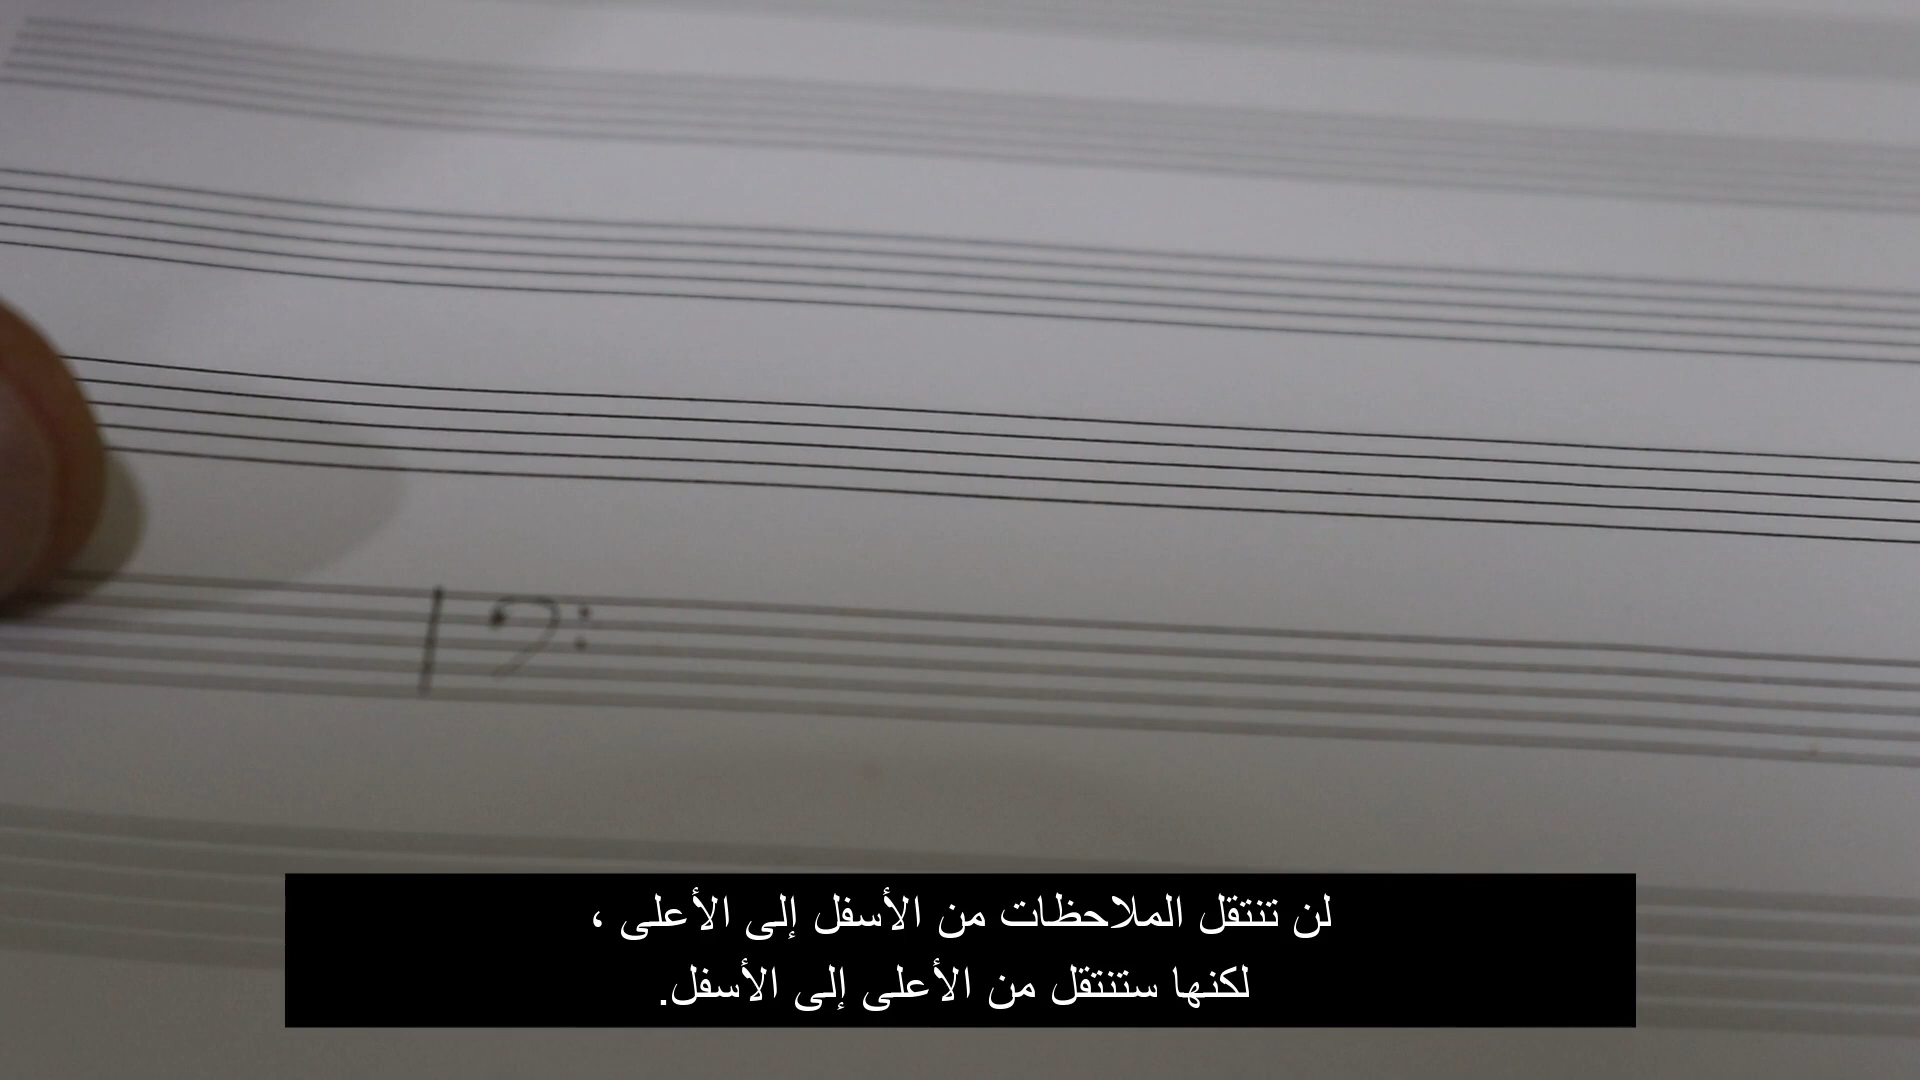 لن تنتقل الملاحظات من الأسفل إلى الأعلى ،
لكنها ستنتقل من الأعلى إلى الأسفل.